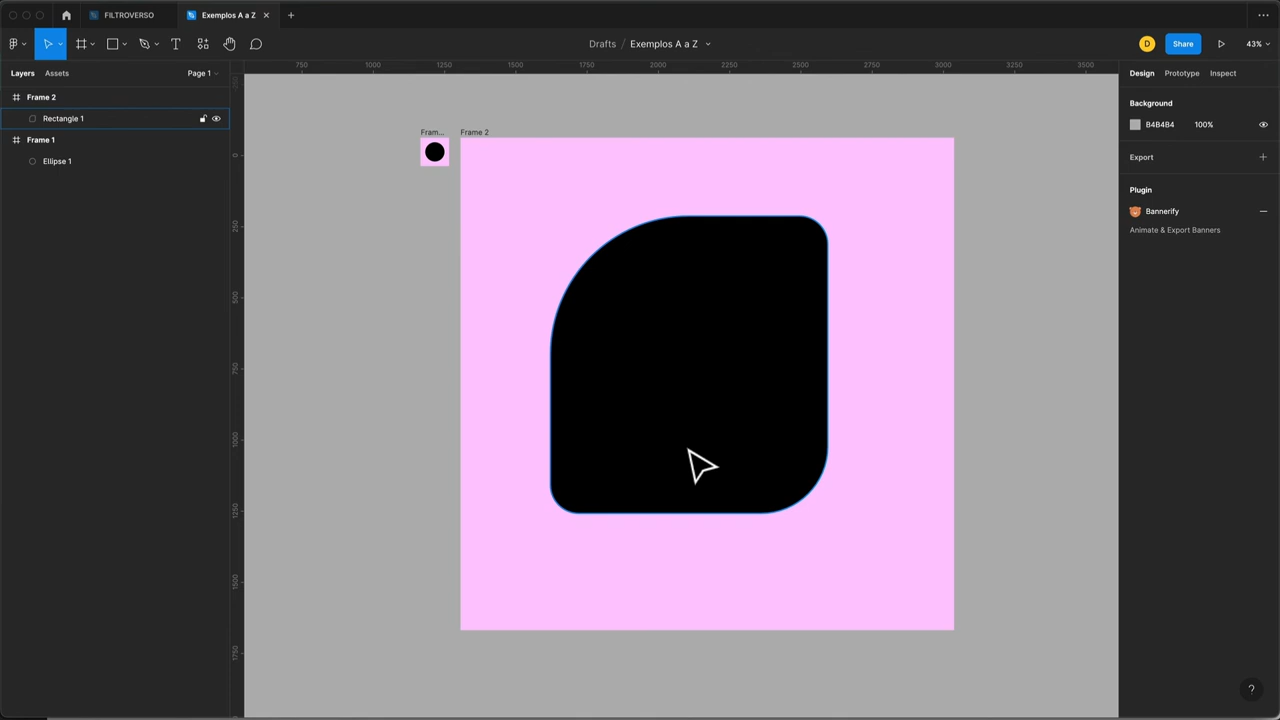 FILTROVERSO
Exemplos A a Z
Drafts / Exemplos A a Z
D
Share
43%
Layers
Assets
Page 1
Frame 2
Rectangle 1
Frame 1
Ellipse 1
750
1000
1250
1500
1750
2000
2250
2500
2750
3000
3250
3500
0
250
500
750
1000
1250
1500
1750
Fram...
Frame 2
Design
Prototype
Inspect
Background
B4B4B4
100%
Export
Plugin
Bannerify
Animate & Export Banners
?